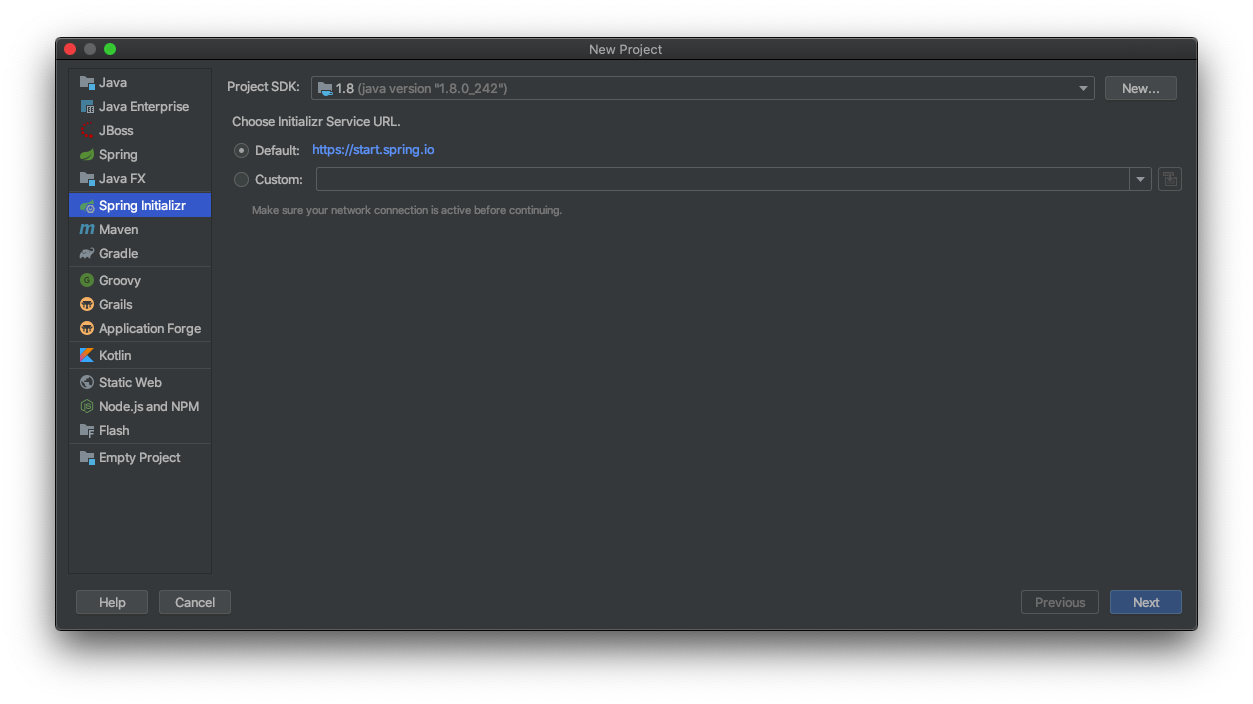 New Project
Java
Java Enterprise
JBoss
Spring
Java FX
Spring Initializr
Maven
Gradle
Groovy
Grails
Application Forge
Kotlin
Static Web
Node.js and NPM
Flash
Empty Project
Project SDK: 1.8 (java version "1.8.0_242") New...
Choose Initializr Service URL.
Default: https://start.spring.io
Custom:
Make sure your network connection is active before continuing.
Help Cancel Previous Next